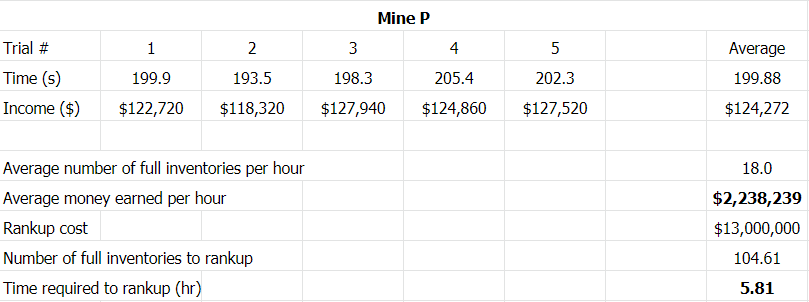 Mine P
Trial # 1 2 3 4 5 Average
Time (s) 199.9 193.5 198.3 205.4 202.3 199.88
Income ($) $122,720 $118,320 $127,940 $124,860 $127,520 $124,272
Average number of full inventories per hour 18.0
Average money earned per hour $2,238,239
Rankup cost $13,000,000
Number of full inventories to rankup 104.61
Time required to rankup (hr) 5.81